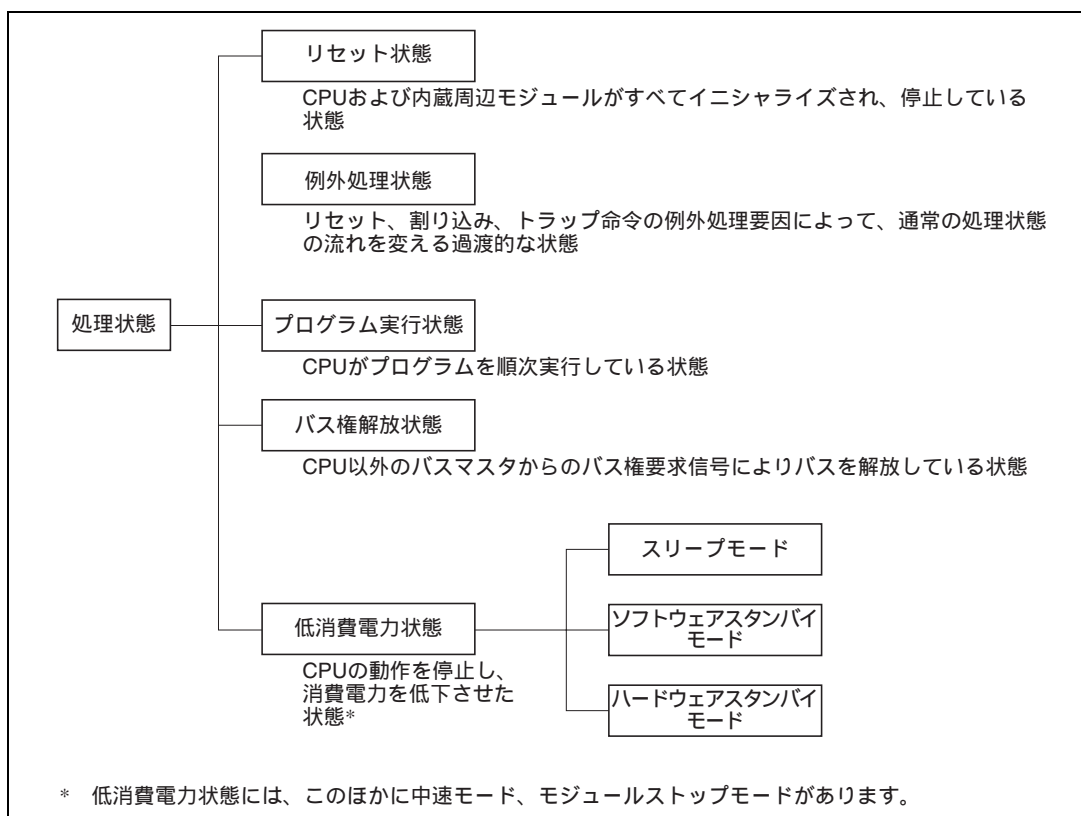 リセット状態
CPUおよび内蔵周辺モジュールがすべてイニシャライズされ、停止している
状態
例外処理状態
リセット、割り込み、トラップ命令の例外処理要因によって、通常の処理状態
の流れを変える過渡的な状態
処理状態
プログラム実行状態
CPUがプログラムを順次実行している状態
バス権解放状態
CPU以外のバスマスタからのバス権要求信号によりバスを解放している状態
スリープモード
低消費電力状態
ソフトウェアスタンバイ
モード
CPUの動作を停止し、
消費電力を低下させた
状態*
ハードウェアスタンバイ
モード
* 低消費電力状態には、このほかに中速モード、モジュールストップモードがあります。